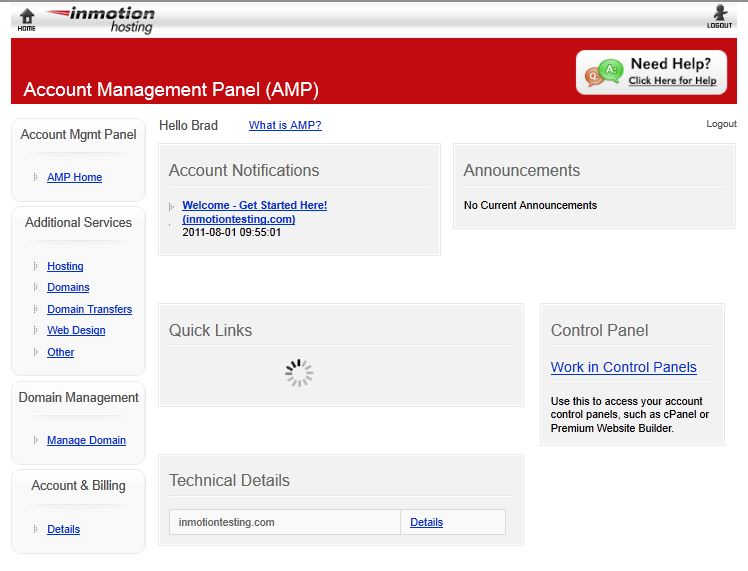 HOME
inmotion
hosting
LOGOUT
Account Management Panel (AMP)
Q:
A:
Need Help?
Click Here for Help
Account Mgmt Panel
AMP Home
Additional Services
Hosting
Domains
Domain Transfers
Web Design
Other
Domain Management
Manage Domain
Account & Billing
Details
Hello Brad
What is AMP?
Logout
Account Notifications
Welcome - Get Started Here!
(inmotiontesting.com)
2011-08-01 09:55:01
Announcements
No Current Announcements
Quick Links
Control Panel
Work in Control Panels
Use this to access your account
control panels, such as cPanel or
Premium Website Builder.
Technical Details
inmotiontesting.com
Details